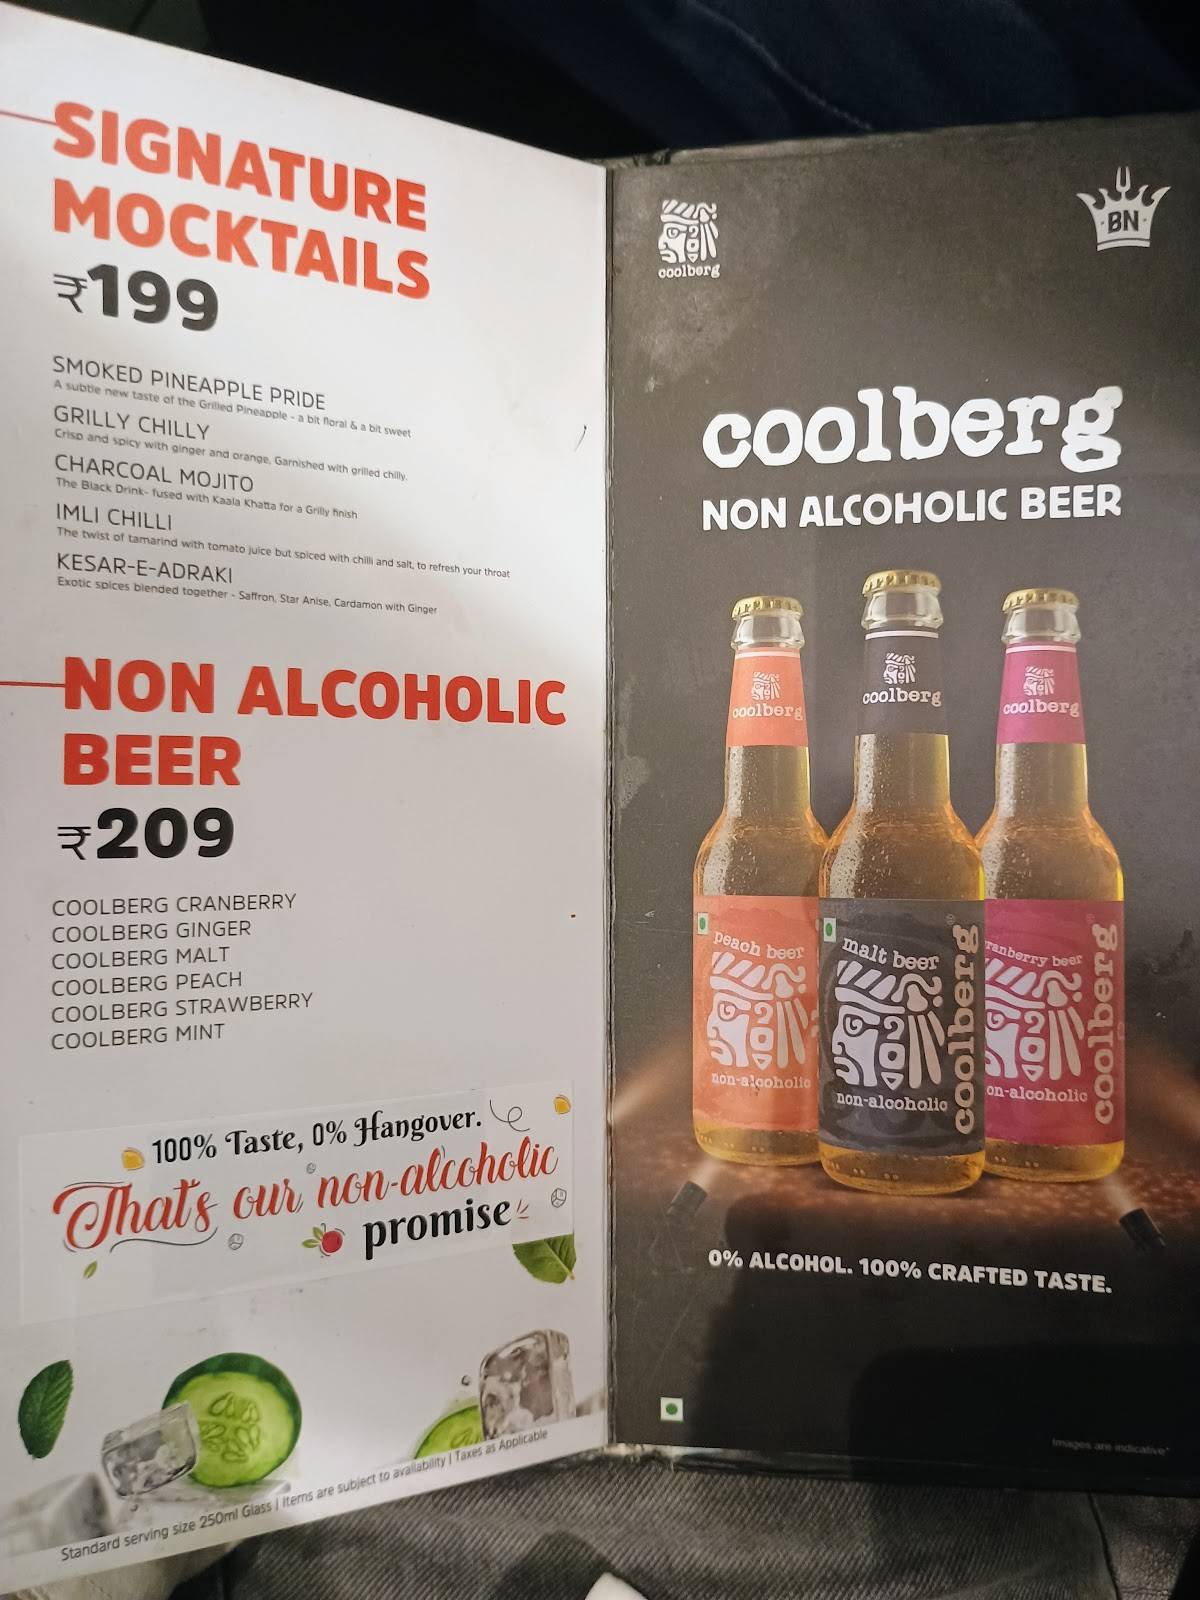 SIGNATURE
MOCKTAILS
₹199
SMOKED PINEAPPLE PRIDE
A subtle new taste of the Grilled Pineapple - a bit floral & a bit sweet
GRILLY CHILLY
Crisp and spicy with ginger and orange, Garnished with grilled chilly.
CHARCOAL MOJITO
The Black Drink- fused with Kaala Khatta for a Grilly finish
IMLI CHILLI
The twist of tamarind with tomato juice but spiced with chilli and salt, to refresh your throat
KESAR-E-ADRAKI
Exotic spices blended together - Saffron, Star Anise, Cardamon with Ginger
NON ALCOHOLIC
BEER
₹209
COOLBERG CRANBERRY
COOLBERG GINGER
COOLBERG MALT
COOLBERG PEACH
COOLBERG STRAWBERRY
COOLBERG MINT
100% Taste, 0% Hangover.
That's our non-alcoholic
promise
Standard serving size 250ml Glass | Items are subject to availability | Taxes as Applicable
coolberg
BN
coolberg
NON ALCOHOLIC BEER
coolberg
coolberg
coolberg
peach beer
non-alcoholic
malt beer
non-alcoholic
coolberg
ranberry beer
on-alcoholic
coolberg
0% ALCOHOL. 100% CRAFTED TASTE.
Images are indicative*